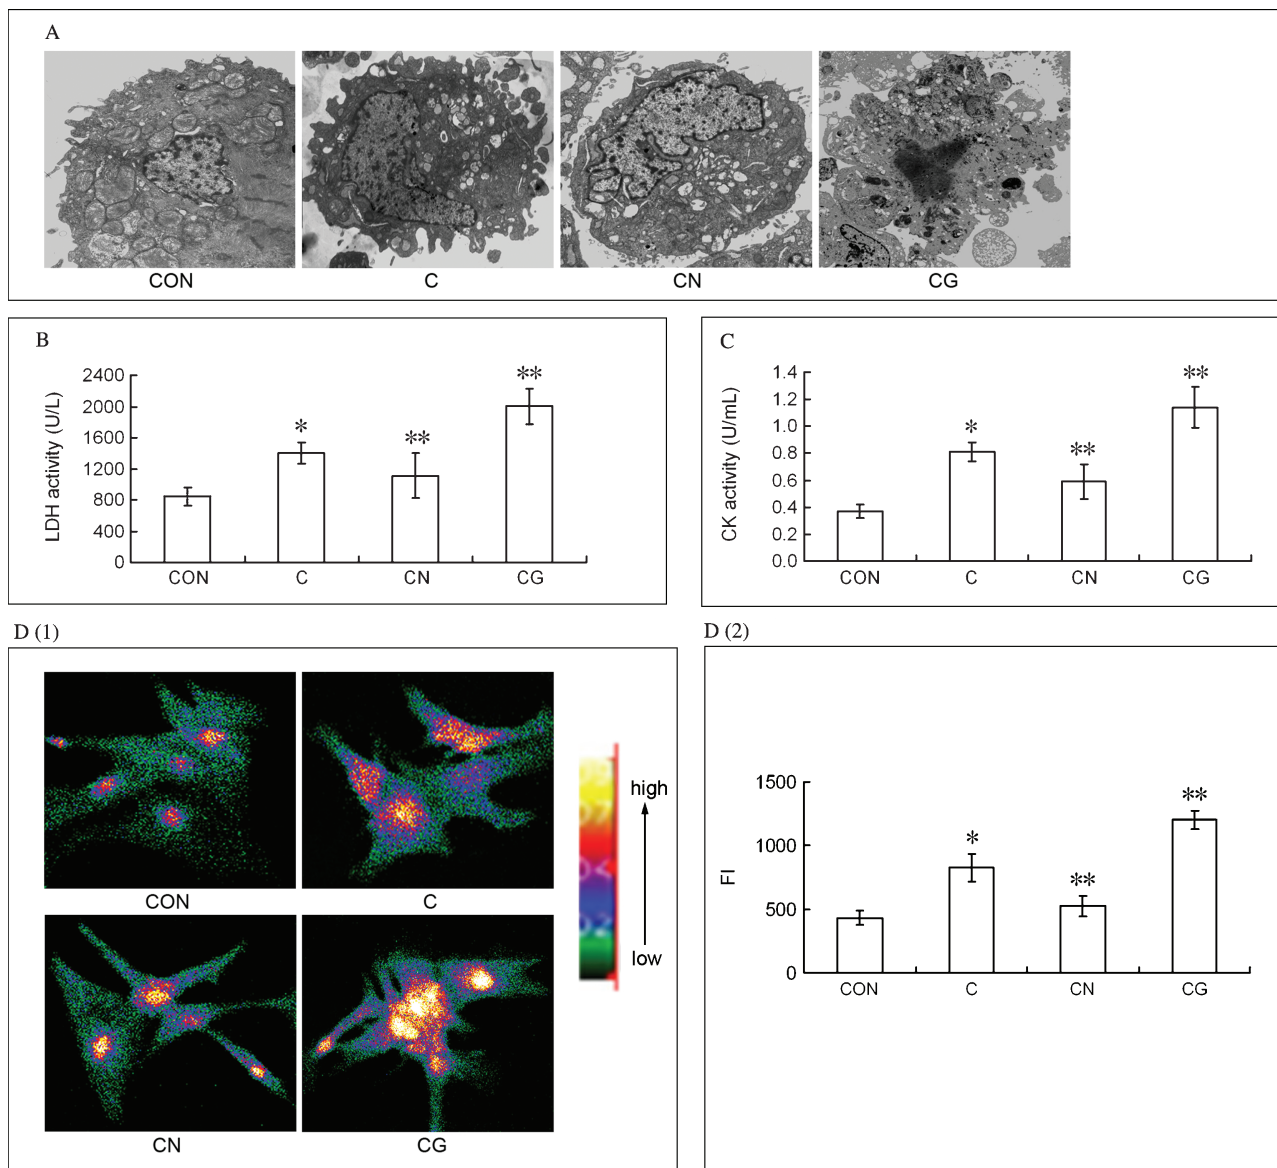 A
CON C CN CG
B
LDH activity (U/L)
2400
2000
1600
1200
800
400
0
* ** **
CON C CN CG
C
CK activity (U/mL)
1.4
1.2
1.0
0.8
0.6
0.4
0.2
0.0
* ** **
CON C CN CG
D (1)
CON C
CN CG
high
low
D (2)
FI
1500
1000
500
0
* ** **
CON C CN CG